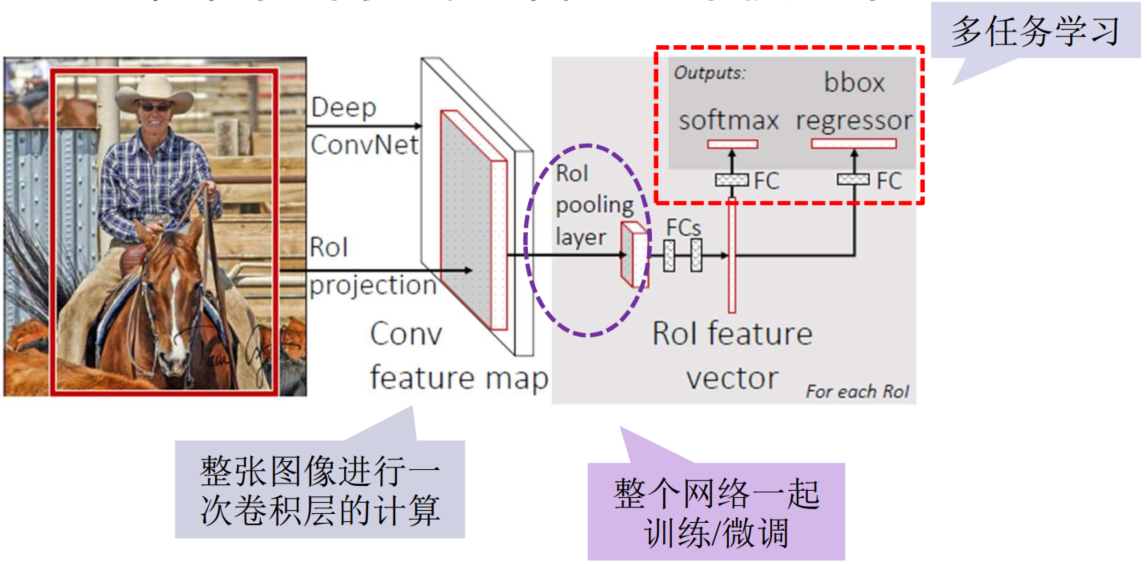 多任务学习
Outputs:
bbox
softmax regressor
Deep
ConvNet
FC
FC
RoI
pooling
layer
FCs
RoI
projection
Conv
feature map
RoI feature
vector
For each RoI
整张图像进行一
次卷积层的计算
整个网络一起
训练/微调